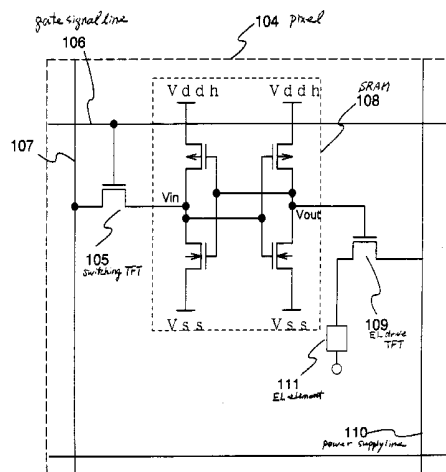 104 pixel
gate signal line
106
Vddh Vddh
SRAM
108
107
Vin
Vout
105
switching TFT
109
EL drive
TFT
Vss Vss
111
EL element
110
power supply line